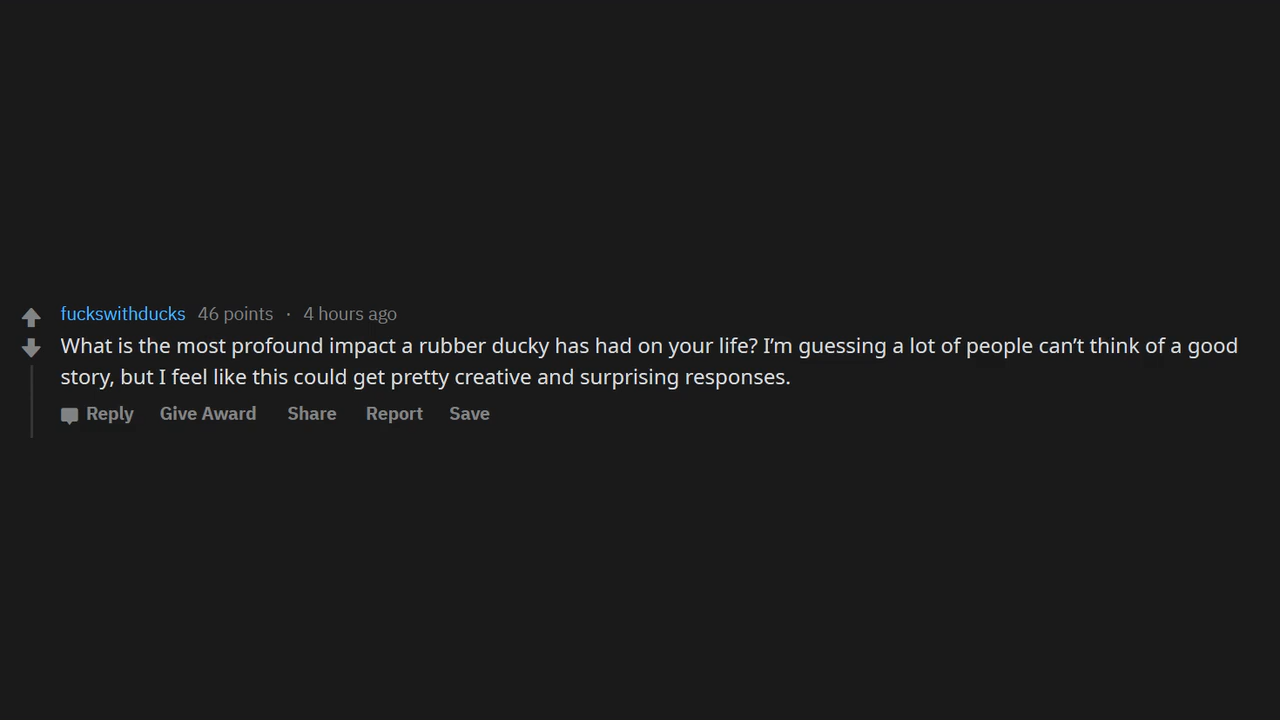 fuckswithducks 46 points · 4 hours ago
What is the most profound impact a rubber ducky has had on your life? I’m guessing a lot of people can’t think of a good
story, but I feel like this could get pretty creative and surprising responses.
Reply Give Award Share Report Save